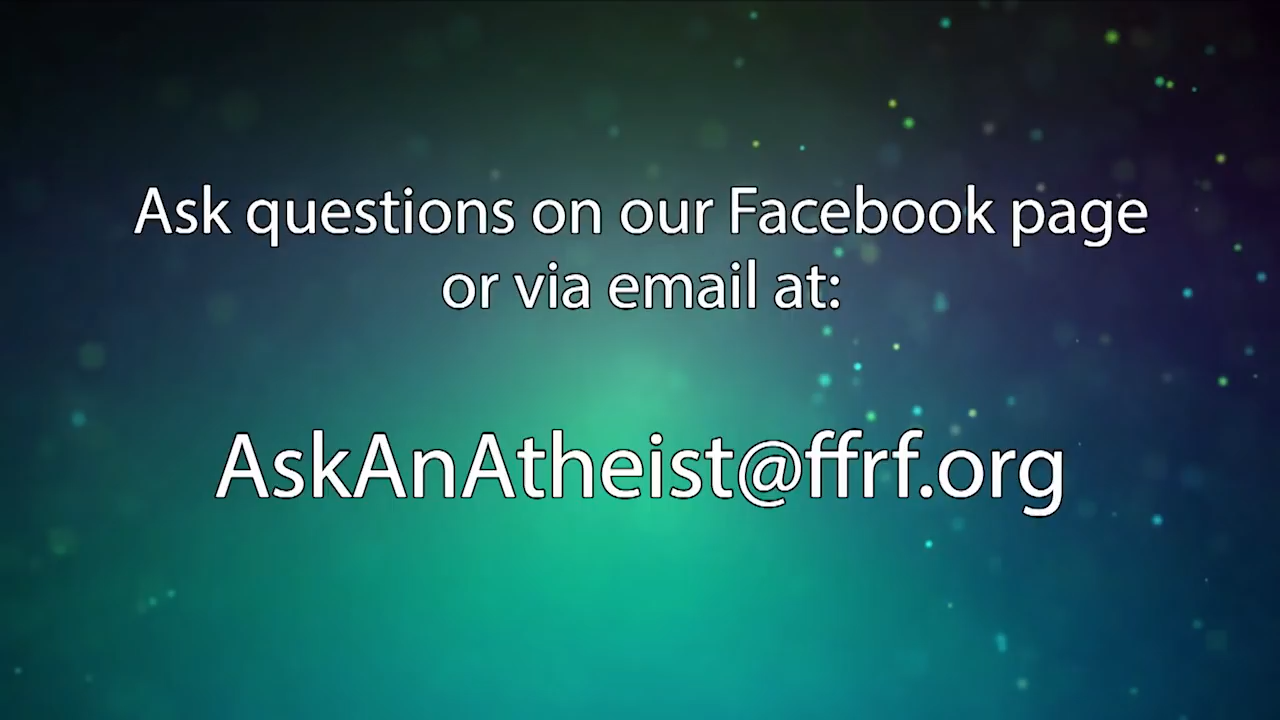 Ask questions on our Facebook page
or via email at:
AskAnAtheist@ffrf.org